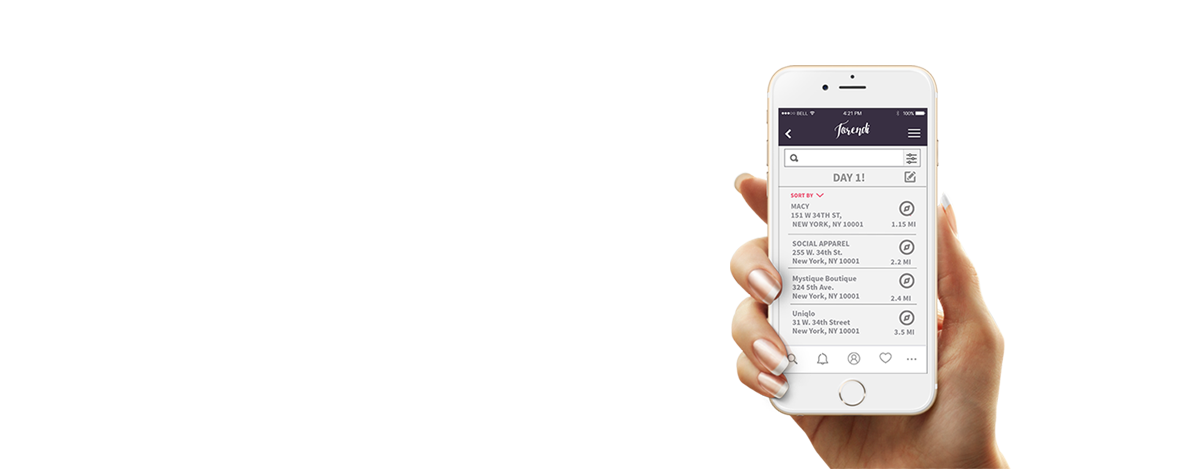 BELL 4:21 PM 100%
Torendi
DAY 1!
SORT BY
MACY
151 W 34TH ST,
NEW YORK, NY 10001
1.15 MI
SOCIAL APPAREL
255 W. 34th St.
New York, NY 10001
2.2 MI
Mystique Boutique
324 5th Ave.
New York, NY 10001
2.4 MI
Uniqlo
31 W. 34th Street
New York, NY 10001
3.5 MI